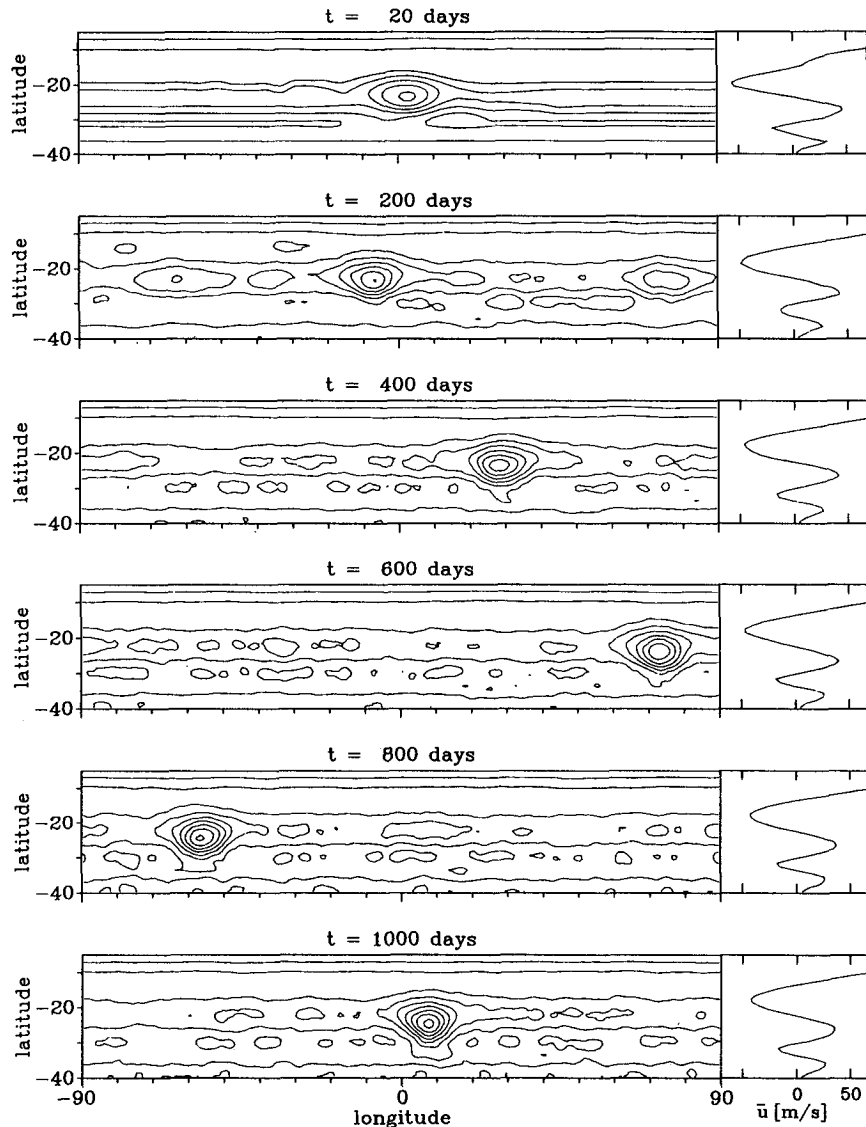 t = 20 days
latitude
-20
-40
t = 200 days
latitude
-20
-40
t = 400 days
latitude
-20
-40
t = 600 days
latitude
-20
-40
t = 800 days
latitude
-20
-40
t = 1000 days
latitude
-20
-40
-90 0 90 0 50
longitude ū [m/s]